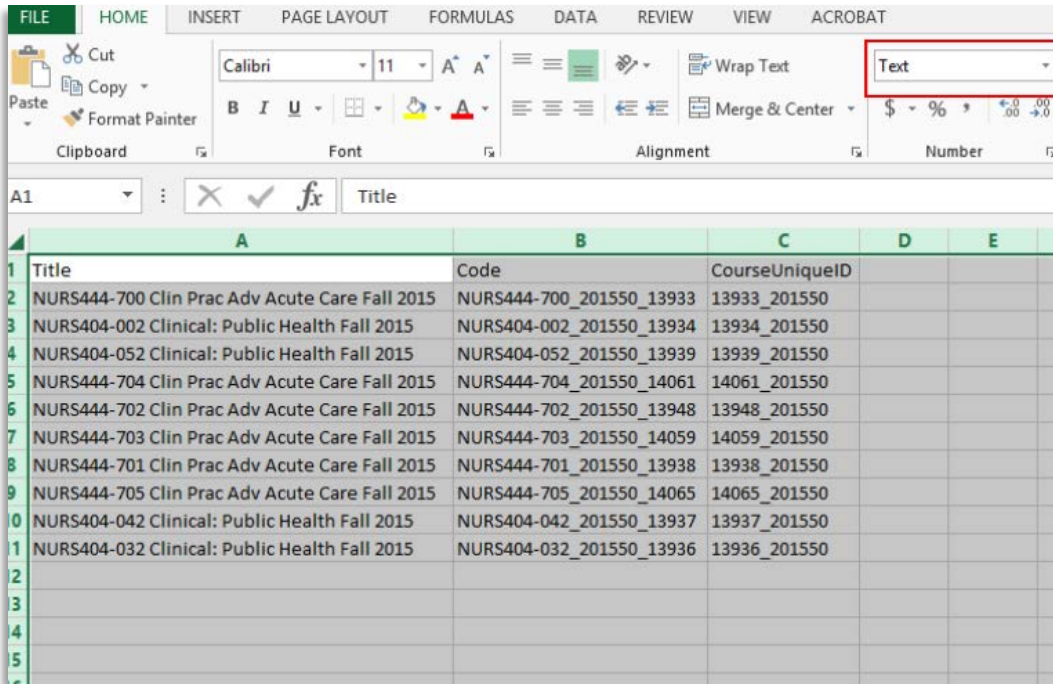 FILE HOME INSERT PAGE LAYOUT FORMULAS DATA REVIEW VIEW ACROBAT
Cut
Copy
Format Painter
Paste
Calibri 11 A A
Wrap Text
Text
B I U A
Merge & Center
$ % , .0 .00 .00 .0
Clipboard Font Alignment Number
A1 fx Title
A B C D E
1 Title Code CourseUniqueID
2 NURS444-700 Clin Prac Adv Acute Care Fall 2015 NURS444-700_201550_13933 13933_201550
3 NURS404-002 Clinical: Public Health Fall 2015 NURS404-002_201550_13934 13934_201550
4 NURS404-052 Clinical: Public Health Fall 2015 NURS404-052_201550_13939 13939_201550
5 NURS444-704 Clin Prac Adv Acute Care Fall 2015 NURS444-704_201550_14061 14061_201550
6 NURS444-702 Clin Prac Adv Acute Care Fall 2015 NURS444-702_201550_13948 13948_201550
7 NURS444-703 Clin Prac Adv Acute Care Fall 2015 NURS444-703_201550_14059 14059_201550
8 NURS444-701 Clin Prac Adv Acute Care Fall 2015 NURS444-701_201550_13938 13938_201550
9 NURS444-705 Clin Prac Adv Acute Care Fall 2015 NURS444-705_201550_14065 14065_201550
10 NURS404-042 Clinical: Public Health Fall 2015 NURS404-042_201550_13937 13937_201550
11 NURS404-032 Clinical: Public Health Fall 2015 NURS404-032_201550_13936 13936_201550
12
13
14
15